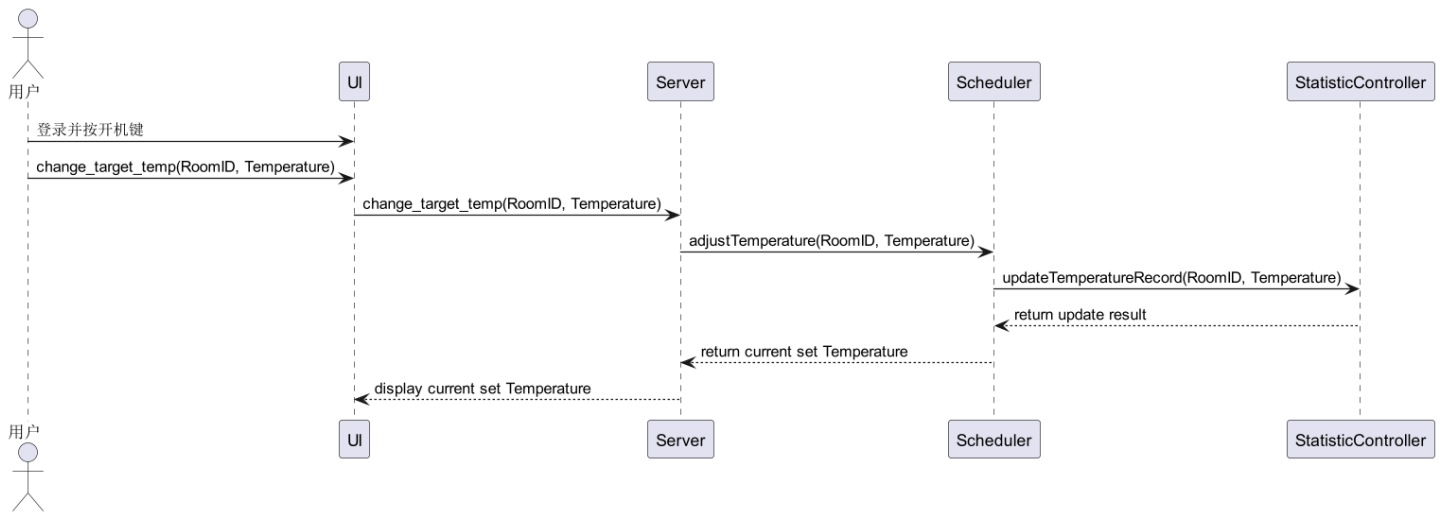 用户
UI
Server
Scheduler
StatisticController
登录并按开机键
change_target_temp(RoomID, Temperature)
change_target_temp(RoomID, Temperature)
adjustTemperature(RoomID, Temperature)
updateTemperatureRecord(RoomID, Temperature)
return update result
return current set Temperature
display current set Temperature
用户
UI
Server
Scheduler
StatisticController